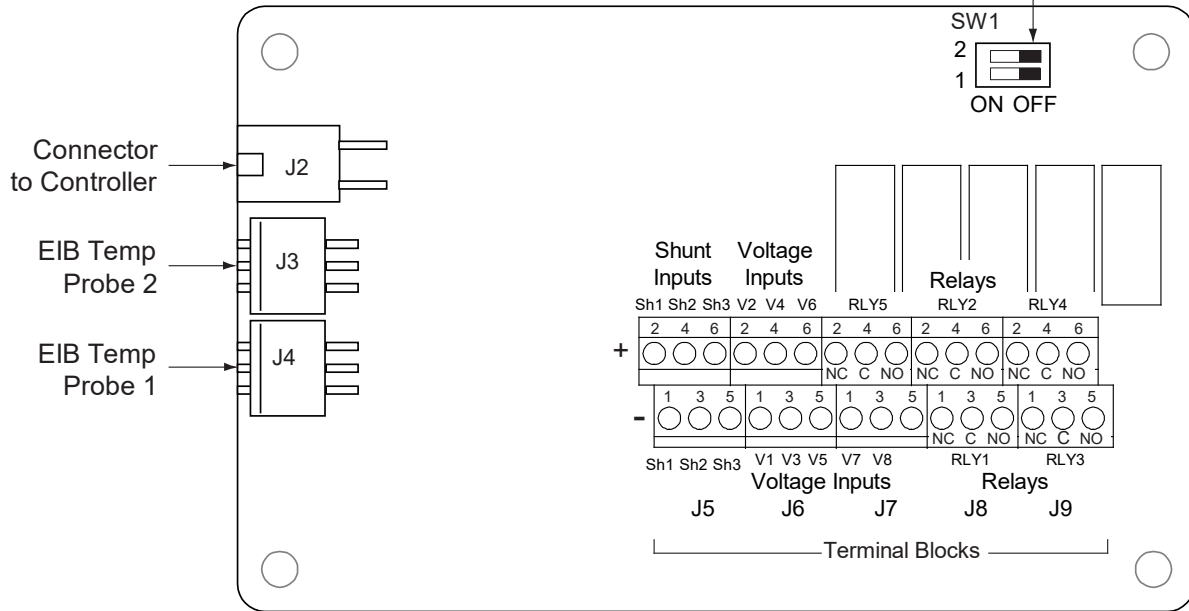 SW1
2
1
ON OFF
Connector
to Controller
J2
EIB Temp
Probe 2
J3
EIB Temp
Probe 1
J4
Shunt
Inputs
Voltage
Inputs
Relays
Sh1 Sh2 Sh3 V2 V4 V6 RLY5 RLY2 RLY4
2 4 6 2 4 6 2 4 6 2 4 6 2 4 6
+
NC C NO NC C NO NC C NO
1 3 5 1 3 5 1 3 5 1 3 5 1 3 5
-
NC C NO NC C NO
Sh1 Sh2 Sh3 V1 V3 V5 V7 V8 RLY1 RLY3
Voltage Inputs Relays
J5 J6 J7 J8 J9
Terminal Blocks